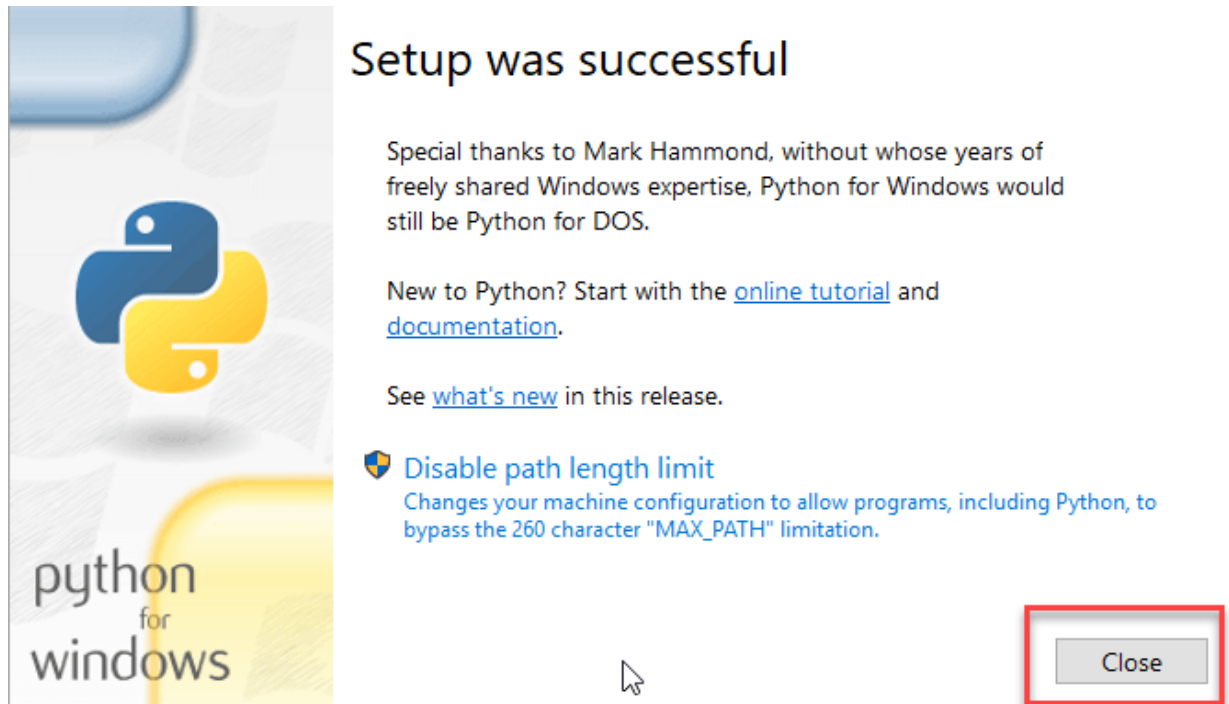 Setup was successful
Special thanks to Mark Hammond, without whose years of
freely shared Windows expertise, Python for Windows would
still be Python for DOS.
New to Python? Start with the online tutorial and
documentation.
See what's new in this release.
Disable path length limit
Changes your machine configuration to allow programs, including Python, to
bypass the 260 character "MAX_PATH" limitation.
python
for
windows
Close